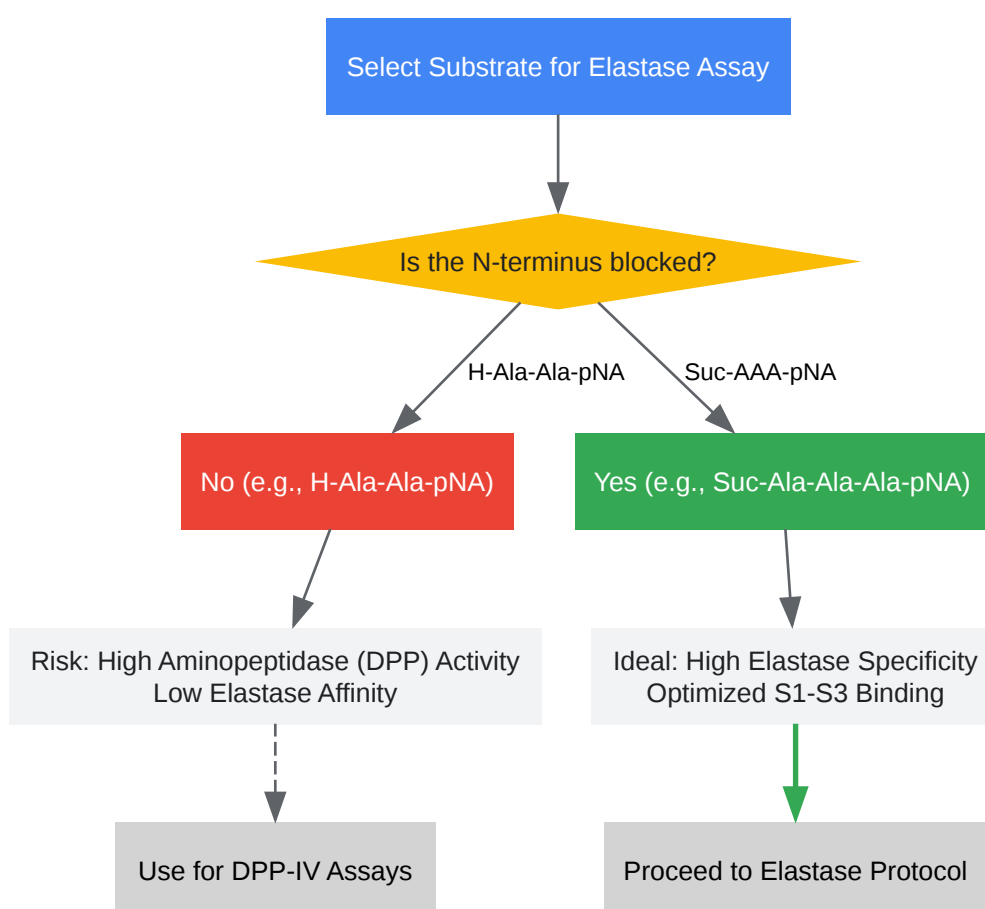 Select Substrate for Elastase Assay
Is the N-terminus blocked?
H-Ala-Ala-pNA
Suc-AAA-pNA
No (e.g., H-Ala-Ala-pNA)
Yes (e.g., Suc-Ala-Ala-Ala-pNA)
Risk: High Aminopeptidase (DPP) Activity
Low Elastase Affinity
Ideal: High Elastase Specificity
Optimized S1-S3 Binding
Use for DPP-IV Assays
Proceed to Elastase Protocol